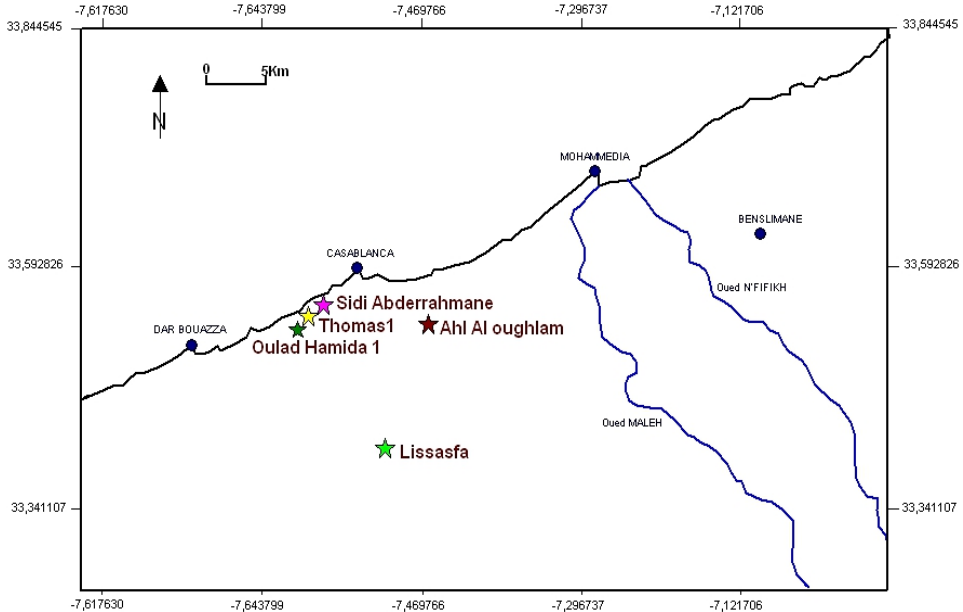 -7,617630 -7,643799 -7,469766 -7,296737 -7,121706
33,844545 33,844545
0 5Km
N
MOHAMMEDIA
BENSLIMANE
CASABLANCA
33,592826 33,592826
Oued N'FIFIKH
Sidi Abderrahmane
Thomas1
Ahl Al oughlam
DAR BOUAZZA
Oulad Hamida 1
Oued MALEH
Lissasfa
33,341107 33,341107
-7,617630 -7,643799 -7,469766 -7,296737 -7,121706